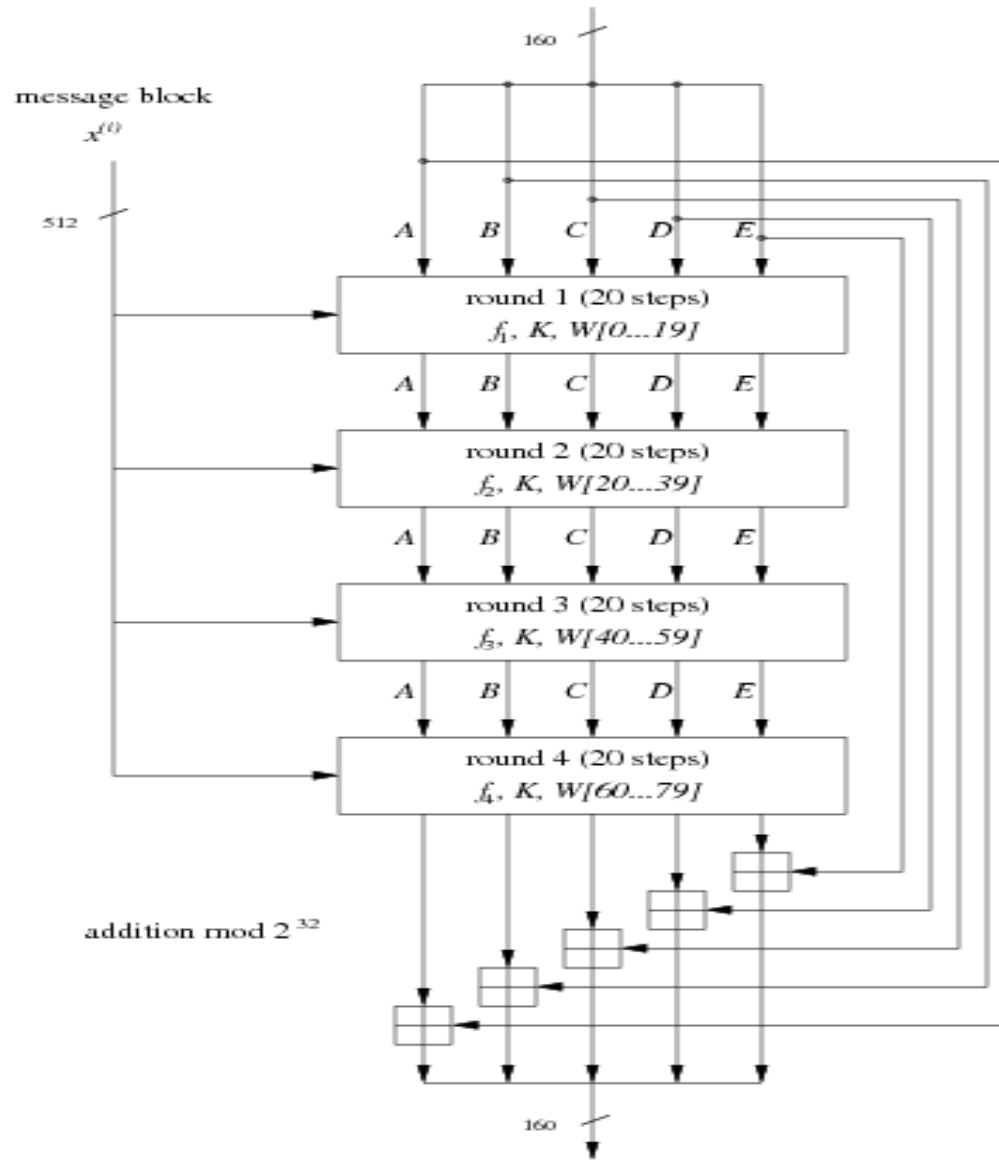 160
message block
x^(i)
512
A B C D E
round 1 (20 steps)
f₁, K, W[0...19]
A B C D E
round 2 (20 steps)
f₂, K, W[20...39]
A B C D E
round 3 (20 steps)
f₃, K, W[40...59]
A B C D E
round 4 (20 steps)
f₄, K, W[60...79]
addition mod 2^32
160